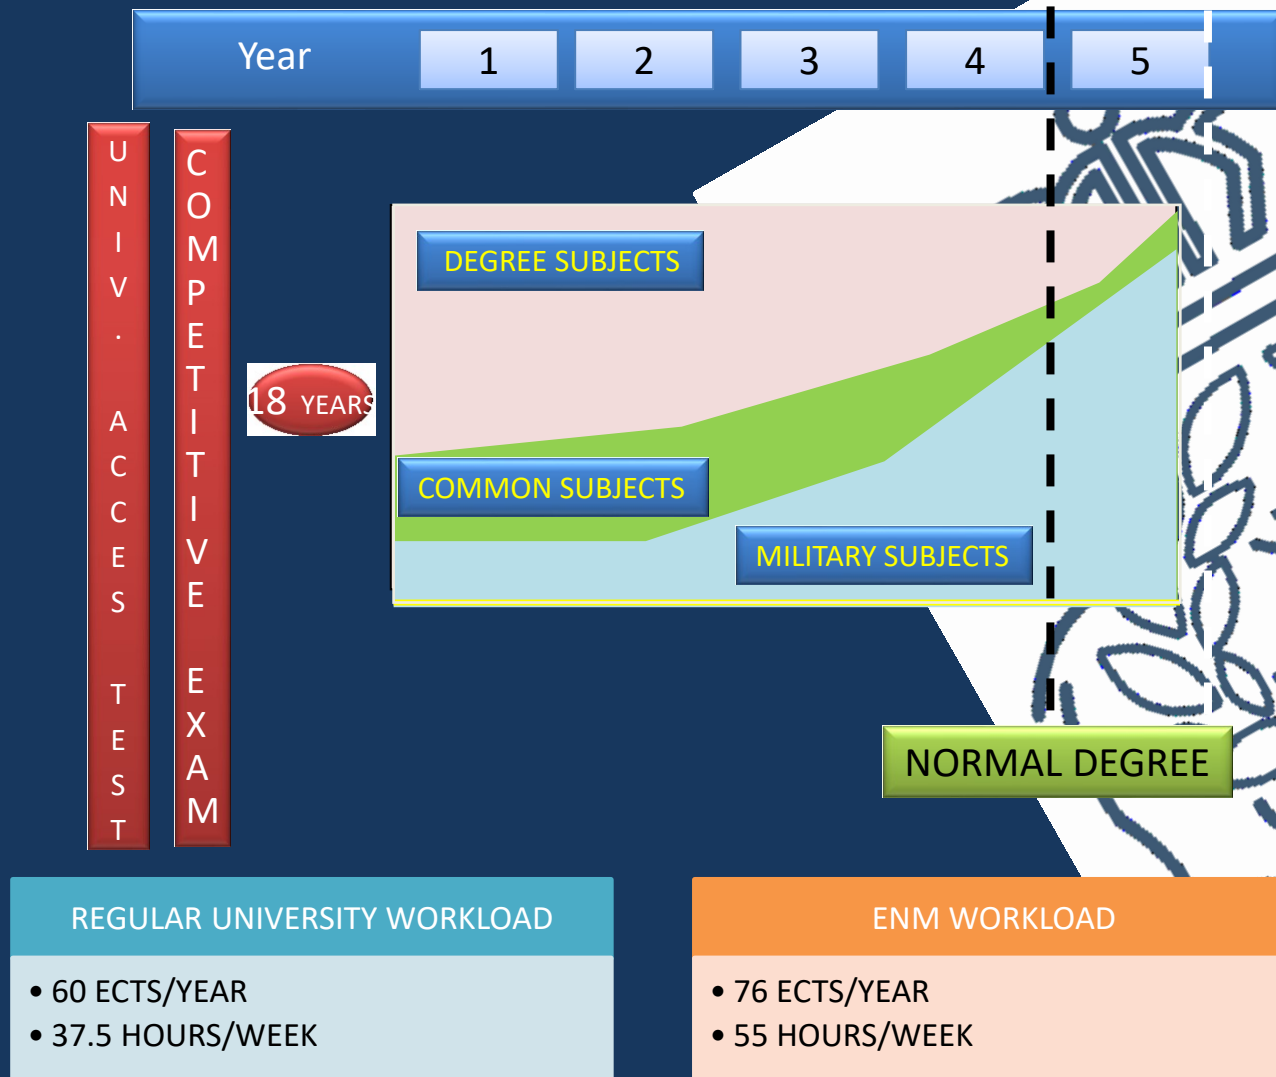 Year 1 2 3 4 5
UNIV. ACCES TEST
COMPETITIVE EXAM
18 YEARS
DEGREE SUBJECTS
COMMON SUBJECTS
MILITARY SUBJECTS
NORMAL DEGREE
REGULAR UNIVERSITY WORKLOAD
• 60 ECTS/YEAR
• 37.5 HOURS/WEEK
ENM WORKLOAD
• 76 ECTS/YEAR
• 55 HOURS/WEEK